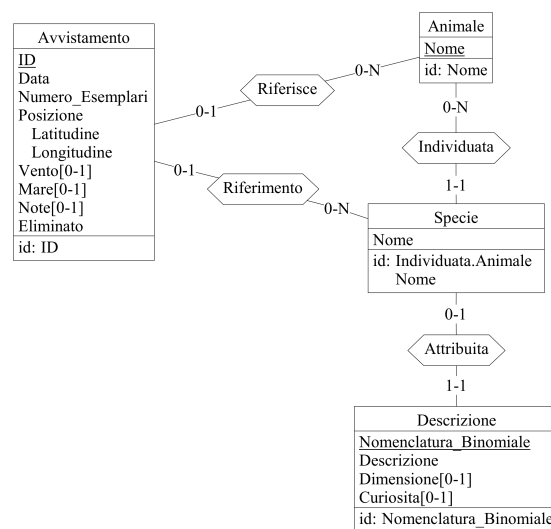 Avvistamento
ID
Data
Numero_Esemplari
Posizione
Latitudine
Longitudine
Vento[0-1]
Mare[0-1]
Note[0-1]
Eliminato
id: ID
0-1
Riferisce
0-N
Animale
Nome
id: Nome
0-N
Individuata
1-1
0-1
Riferimento
0-N
Specie
Nome
id: Individuata.Animale
Nome
0-1
Attribuita
1-1
Descrizione
Nomenclatura_Binomiale
Descrizione
Dimensione[0-1]
Curiosita[0-1]
id: Nomenclatura_Binomiale